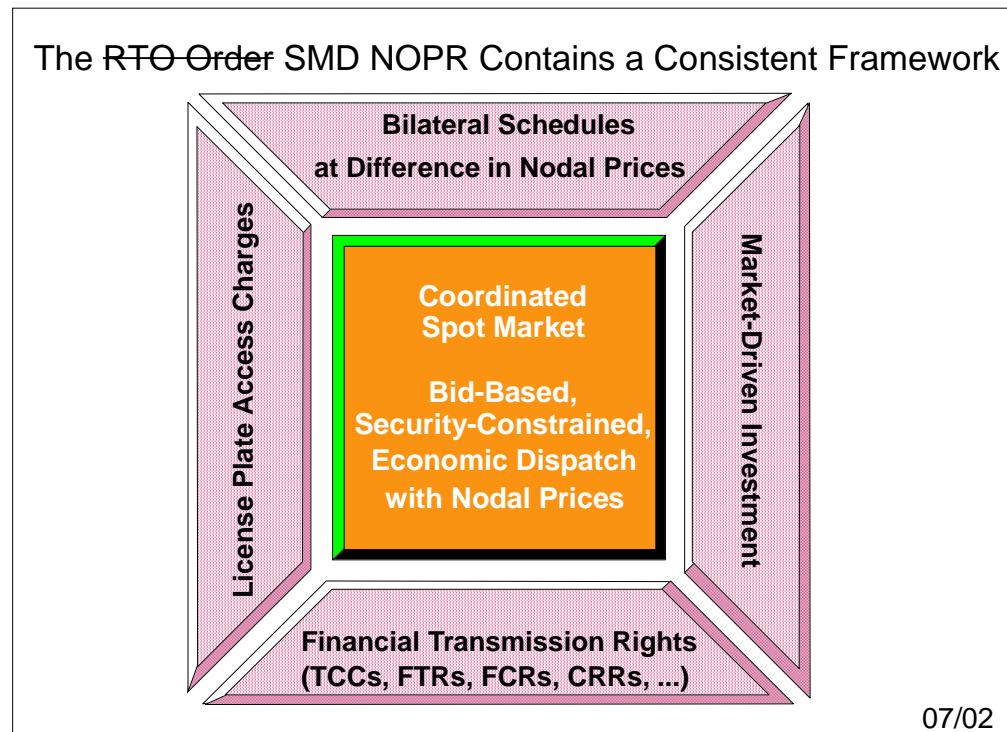 The RTO Order SMD NOPR Contains a Consistent Framework
Bilateral Schedules
at Difference in Nodal Prices
License Plate Access Charges
Coordinated
Spot Market
Bid-Based,
Security-Constrained,
Economic Dispatch
with Nodal Prices
Market-Driven Investment
Financial Transmission Rights
(TCCs, FTRs, FCRs, CRRs, ...)
07/02